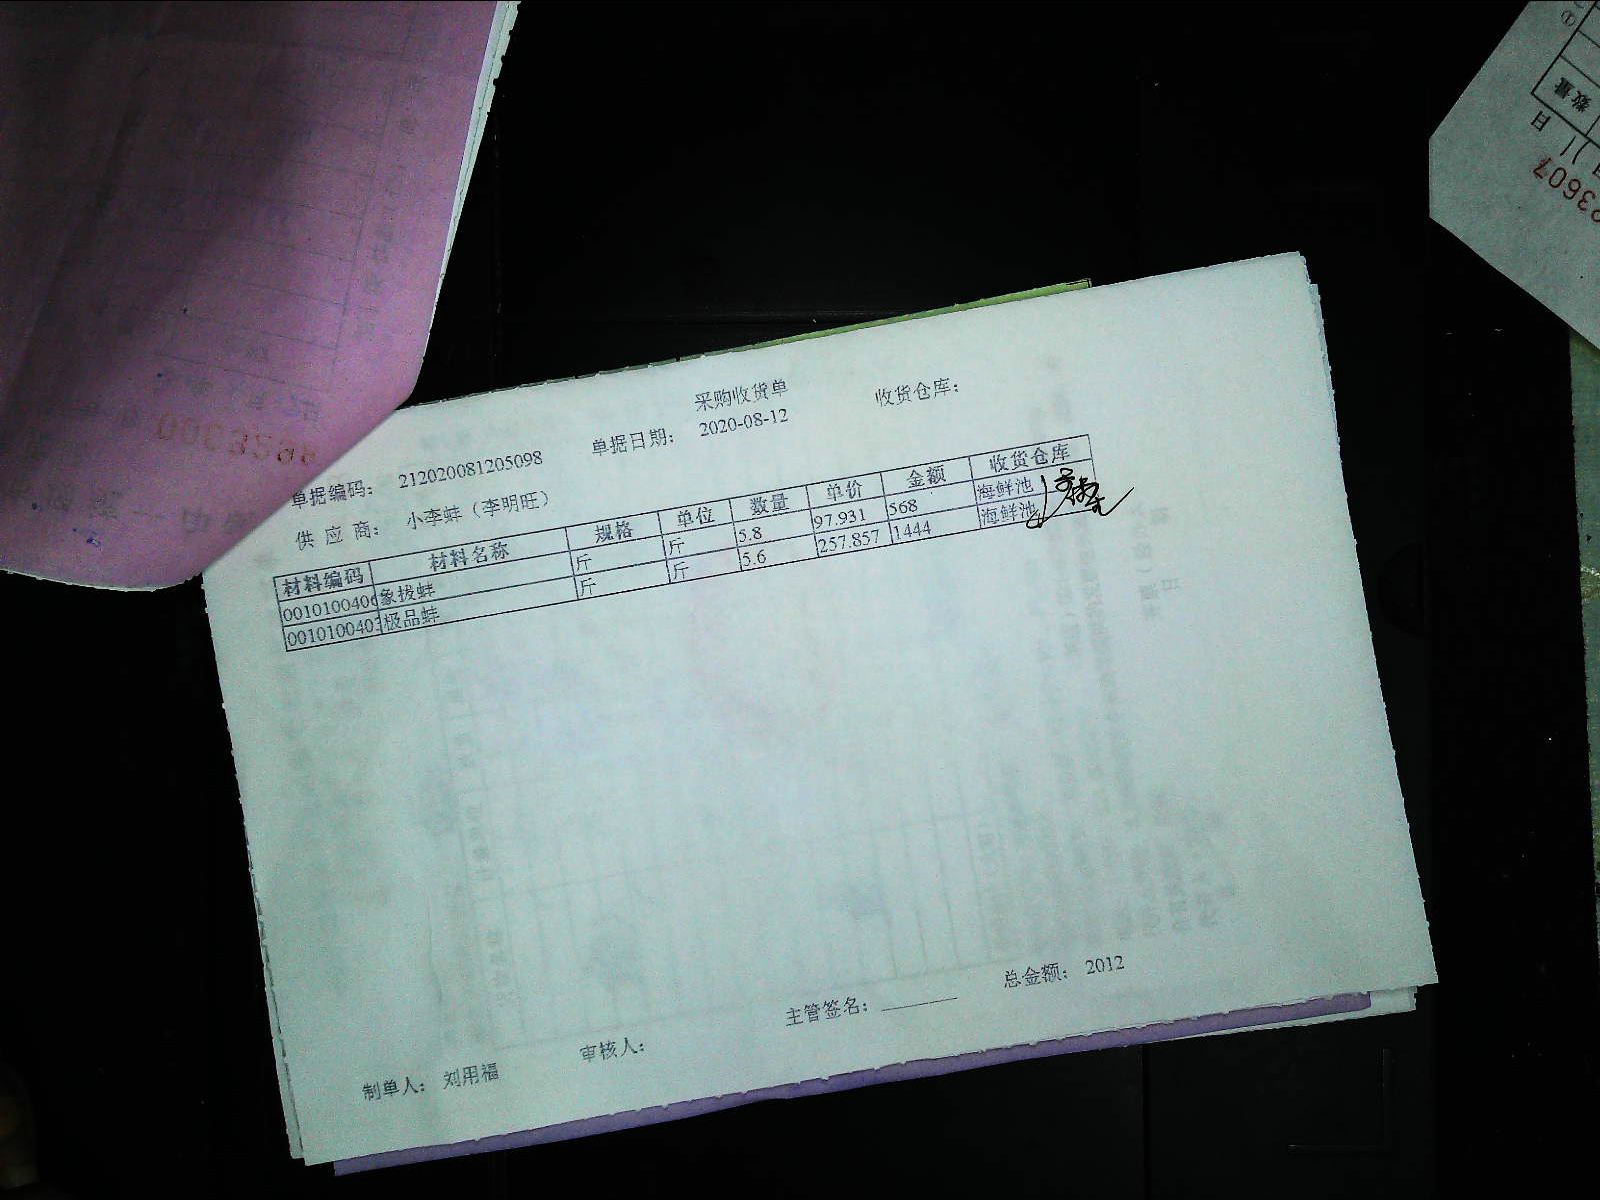 采购收货单
收货仓库：
单据编码： 212020081205098 单据日期： 2020-08-12
供 应 商： 小李蚌（李明旺）
材料编码 材料名称 规格 单位 数量 单价 金额 收货仓库
0010100406 象拔蚌 斤 斤 5.8 97.931 568 海鲜池
001010040 极品蚌 斤 斤 5.6 257.857 1444 海鲜池
主管签名： 总金额： 2012
制单人： 刘用福 审核人：
数量
日
23607